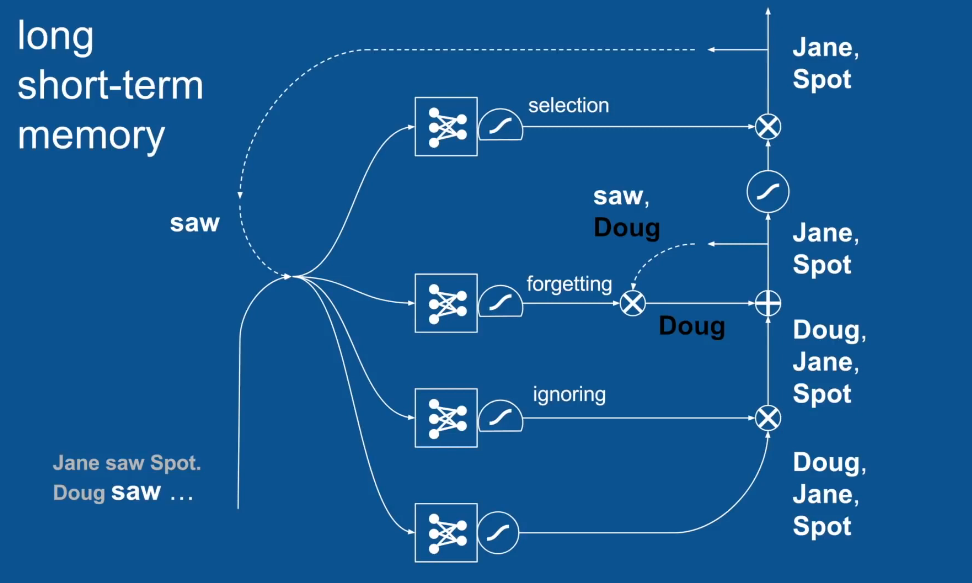 long
short-term
memory
Jane,
Spot
selection
saw,
Doug
saw
Jane,
Spot
forgetting
Doug
Doug,
Jane,
Spot
ignoring
Jane saw Spot.
Doug saw ...
Doug,
Jane,
Spot